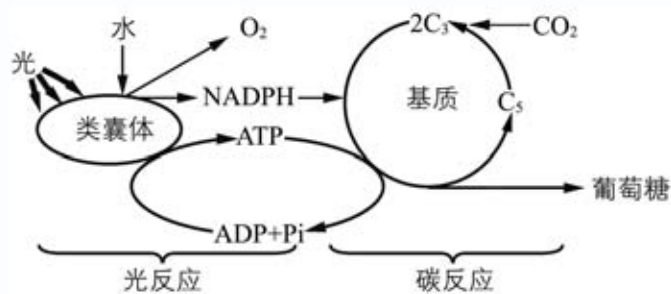 水
O₂
2C₃
CO₂
光
NADPH
基质
C₅
类囊体
ATP
葡萄糖
ADP+Pi
光反应
碳反应